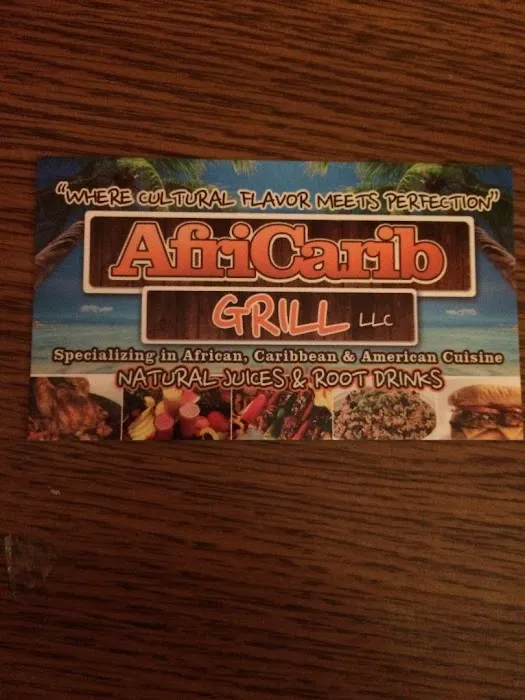 "WHERE CULTURAL FLAVOR MEETS PERFECTION"
AfriCarib
GRILL LLC
Specializing in African, Caribbean & American Cuisine
NATURAL JUICES & ROOT DRINKS